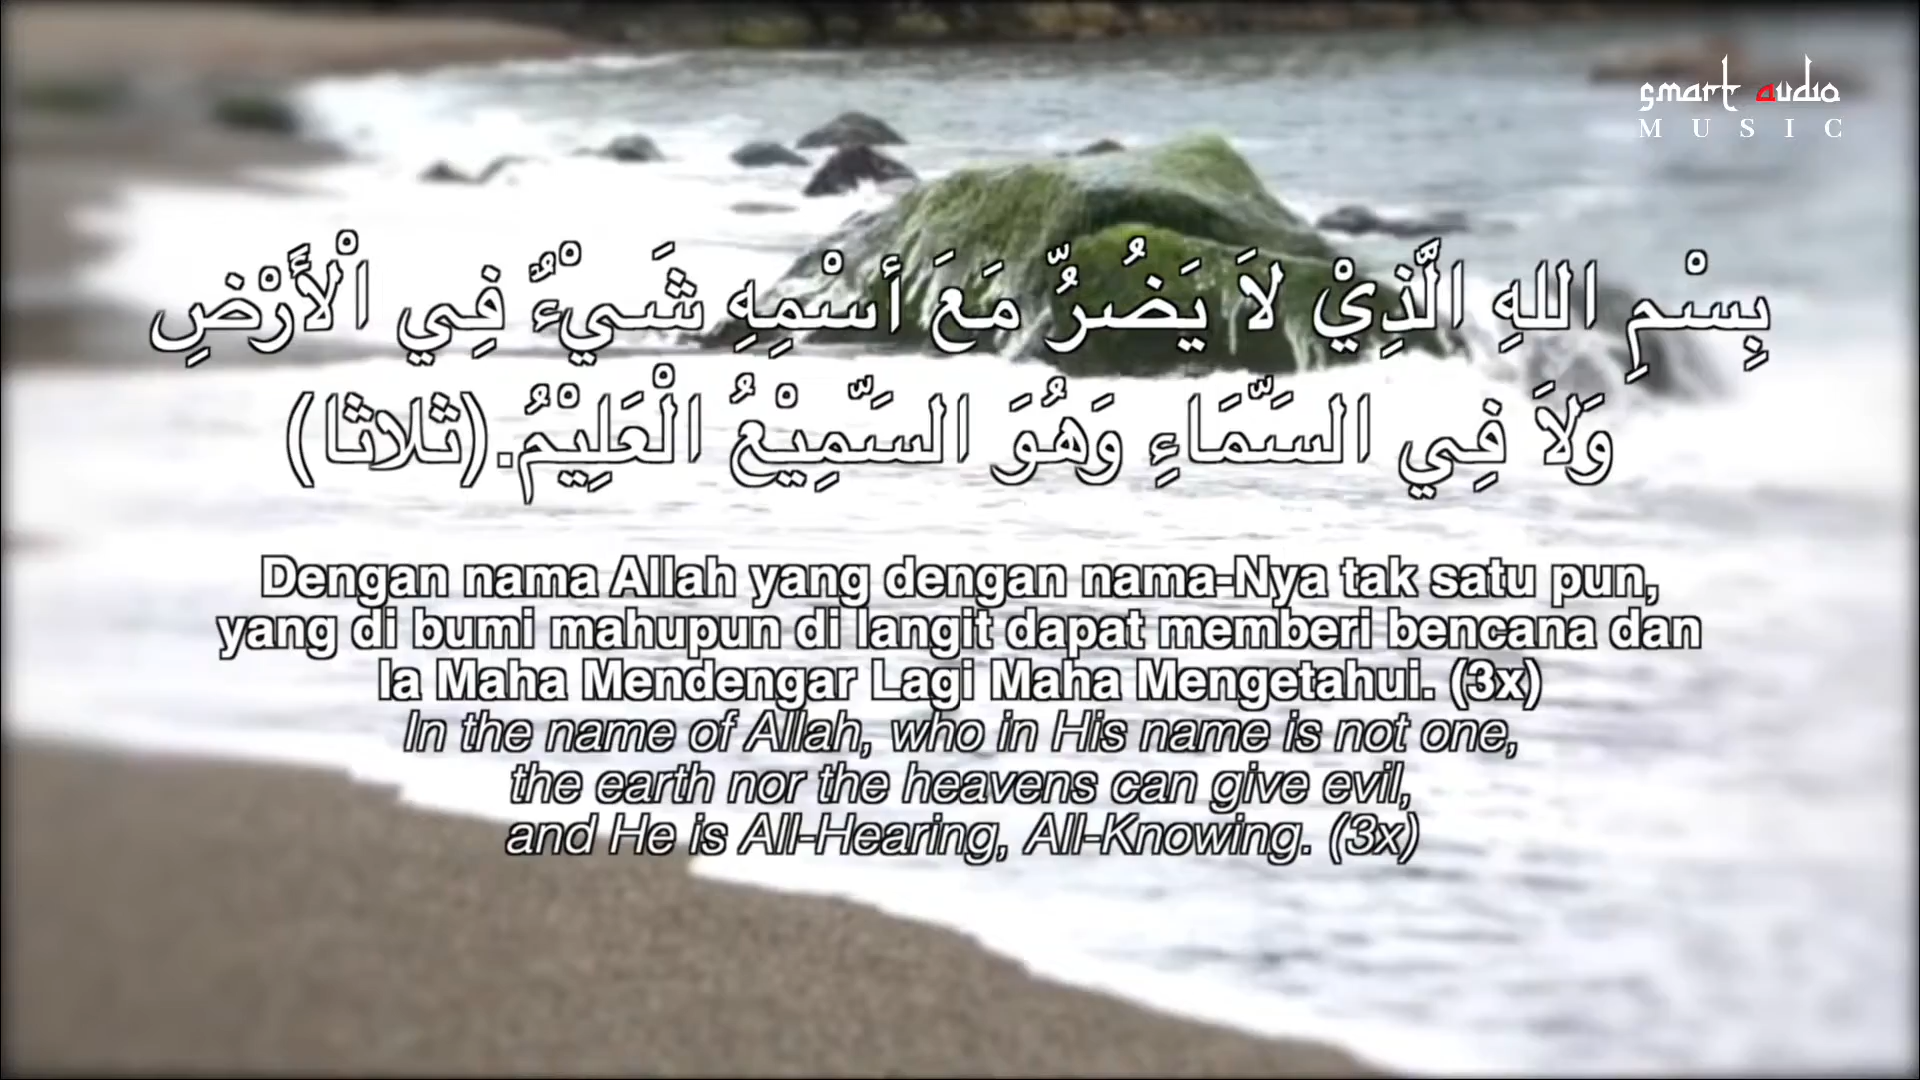 smart audio
MUSIC
بِسْمِ اللهِ الَّذِيْ لاَ يَضُرُّ مَعَ أسْمِهِ شَيْءٌ فِي الْأَرْضِ
وَلاَ فِي السَّمَاءِ وَهُوَ السَّمِيْعُ الْعَلِيْمُ.(ثلاثا)
Dengan nama Allah yang dengan nama-Nya tak satu pun,
yang di bumi mahupun di langit dapat memberi bencana dan
Ia Maha Mendengar Lagi Maha Mengetahui. (3x)
In the name of Allah, who in His name is not one,
the earth nor the heavens can give evil,
and He is All-Hearing, All-Knowing. (3x)